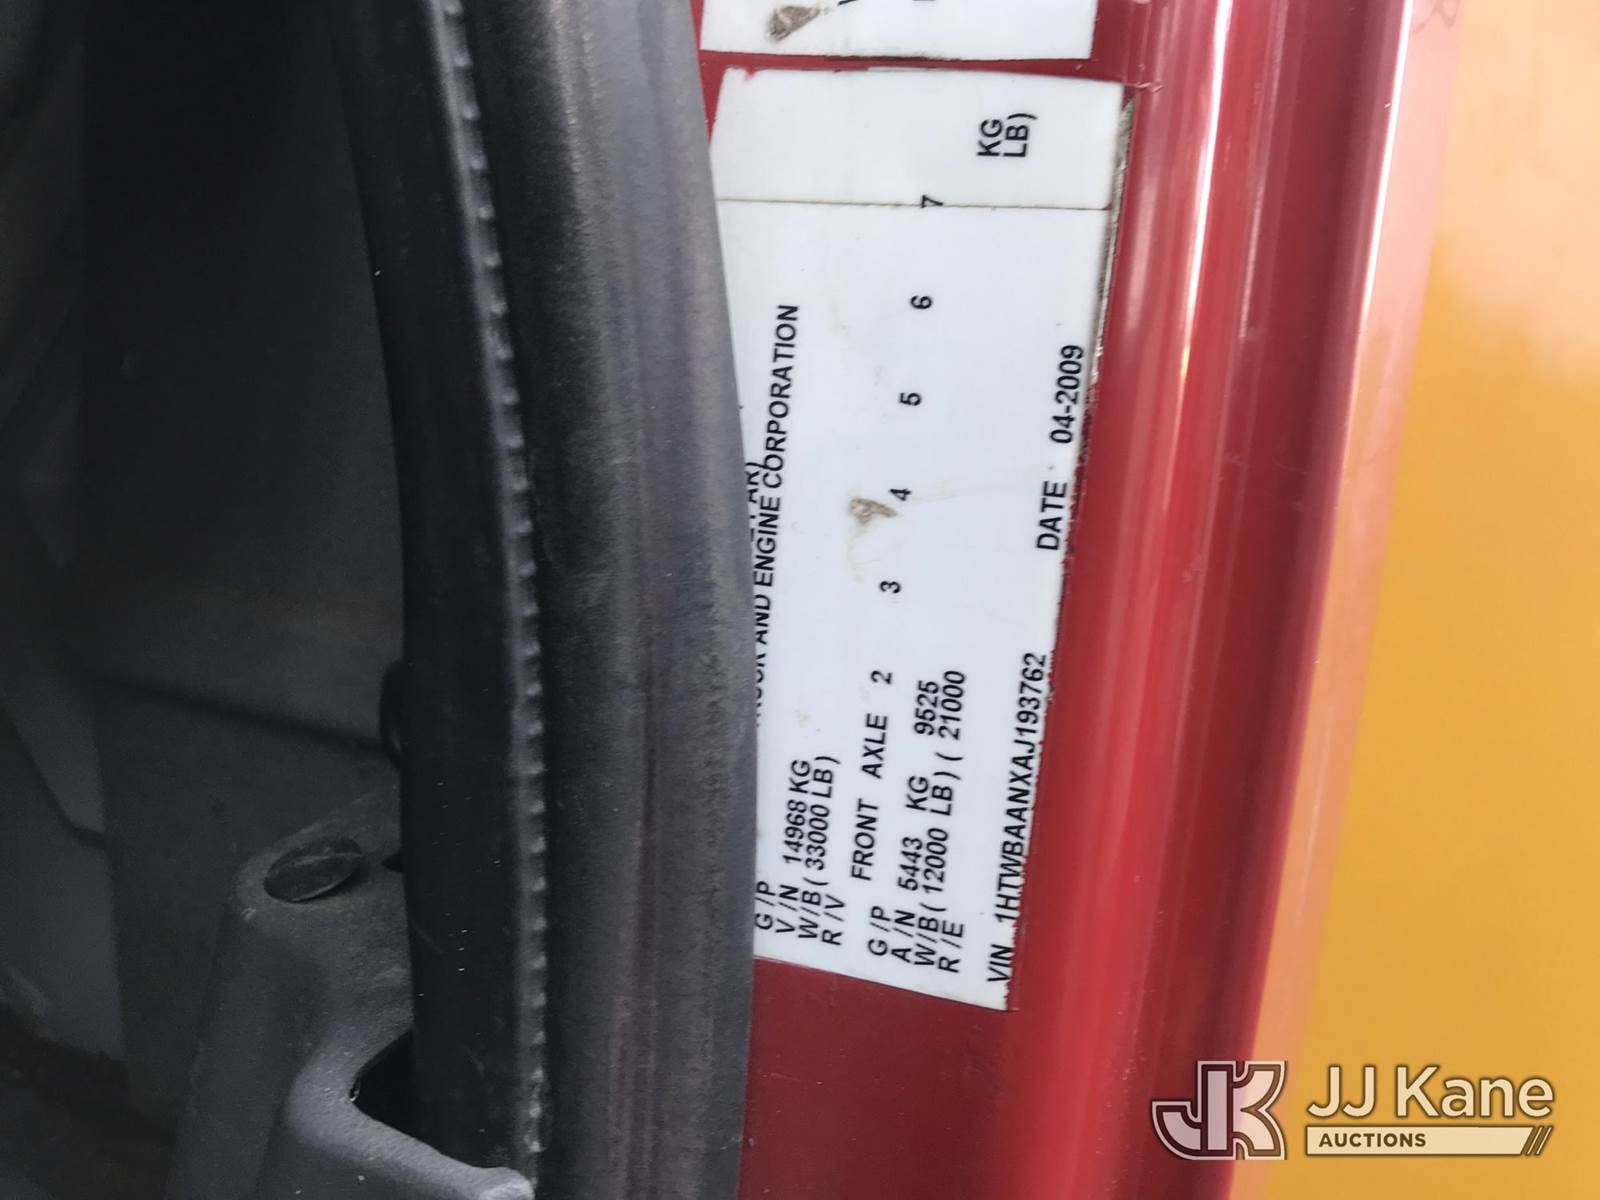 AND ENGINE CORPORATION
G/P
V/N 14968 KG
W/B ( 33000 LB)
R/V
FRONT AXLE 2 3 4 5 6 7
G/P
A/N 5443 KG 9525 KG
W/B ( 12000 LB) ( 21000 LB)
R/E
VIN 1HTWBAANXAJ193762 DATE 04-2009
JK JJ Kane
AUCTIONS